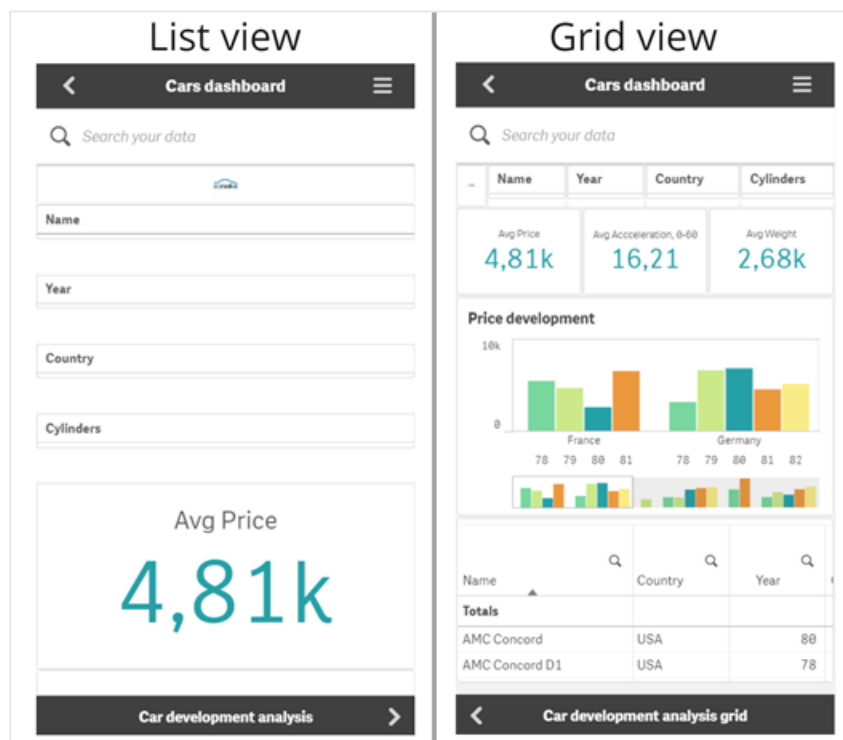 List view
Cars dashboard
Search your data
Name
Year
Country
Cylinders
Avg Price
4,81k
Car development analysis
Grid view
Cars dashboard
Search your data
Name Year Country Cylinders
Avg Price Avg Accceleration, 0-60 Avg Weight
4,81k 16,21 2,68k
Price development
10k
0
France Germany
78 79 80 81 78 79 80 81 82
Name Country Year
Totals
AMC Concord USA 80
AMC Concord D1 USA 78
Car development analysis grid